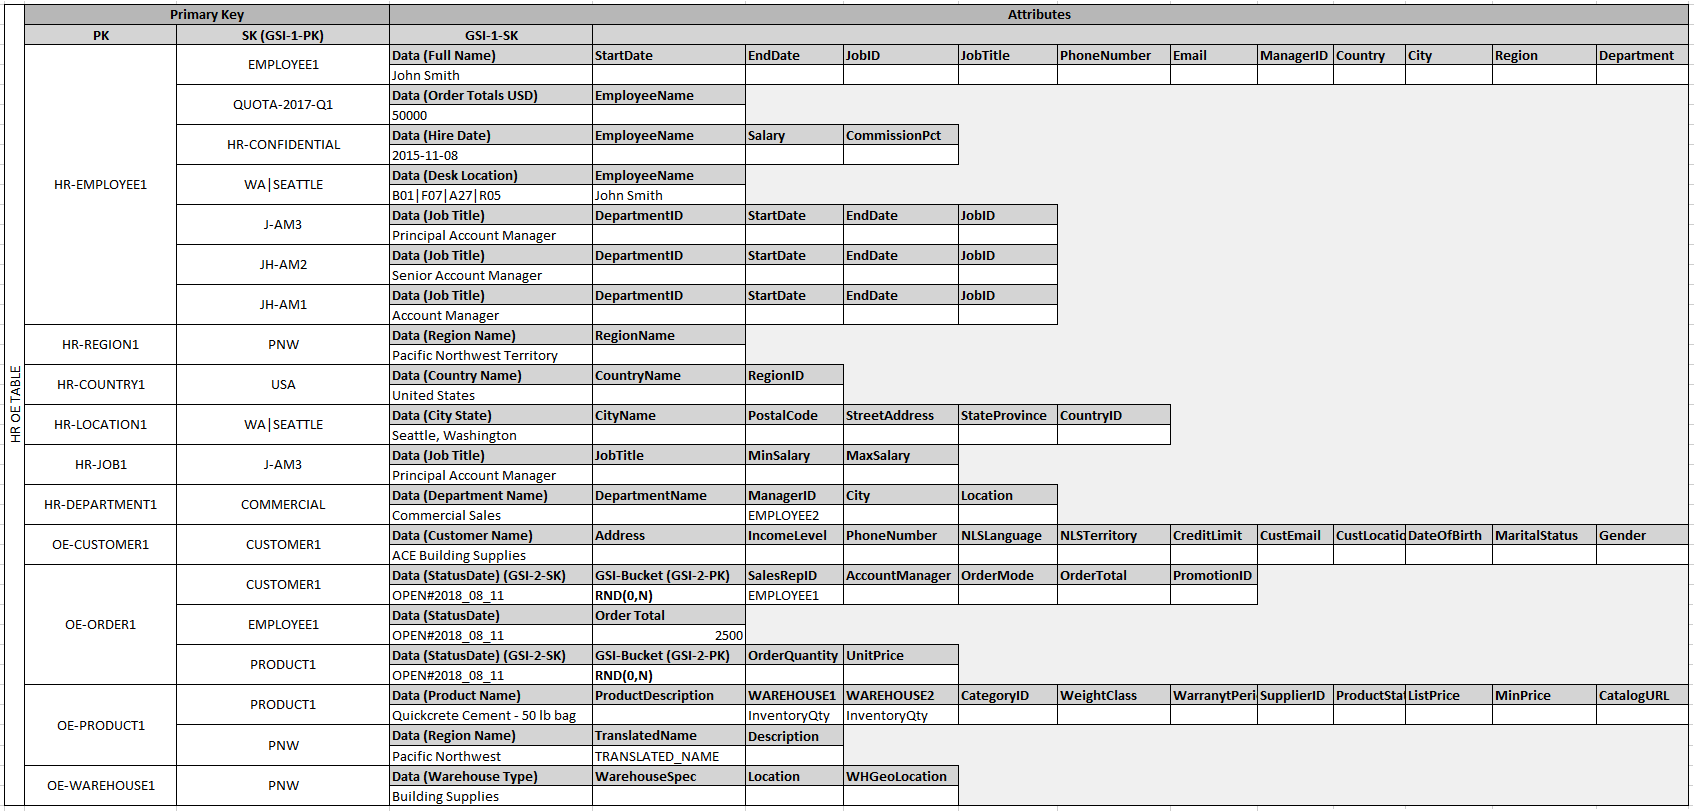 Primary Key Attributes
PK SK (GSI-1-PK) GSI-1-SK
HR OE TABLE
HR-EMPLOYEE1
EMPLOYEE1
Data (Full Name) StartDate EndDate JobID JobTitle PhoneNumber Email ManagerID Country City Region Department
John Smith
QUOTA-2017-Q1
Data (Order Totals USD) EmployeeName
50000
HR-CONFIDENTIAL
Data (Hire Date) EmployeeName Salary CommissionPct
2015-11-08
WA|SEATTLE
Data (Desk Location) EmployeeName
B01|F07|A27|R05 John Smith
J-AM3
Data (Job Title) DepartmentID StartDate EndDate JobID
Principal Account Manager
JH-AM2
Data (Job Title) DepartmentID StartDate EndDate JobID
Senior Account Manager
JH-AM1
Data (Job Title) DepartmentID StartDate EndDate JobID
Account Manager
HR-REGION1
PNW
Data (Region Name) RegionName
Pacific Northwest Territory
HR-COUNTRY1
USA
Data (Country Name) CountryName RegionID
United States
HR-LOCATION1
WA|SEATTLE
Data (City State) CityName PostalCode StreetAddress StateProvince CountryID
Seattle, Washington
HR-JOB1
J-AM3
Data (Job Title) JobTitle MinSalary MaxSalary
Principal Account Manager
HR-DEPARTMENT1
COMMERCIAL
Data (Department Name) DepartmentName ManagerID City Location
Commercial Sales EMPLOYEE2
OE-CUSTOMER1
CUSTOMER1
Data (Customer Name) Address IncomeLevel PhoneNumber NLSLanguage NLSTerritory CreditLimit CustEmail CustLocatio DateOfBirth MaritalStatus Gender
ACE Building Supplies
OE-ORDER1
CUSTOMER1
Data (StatusDate) (GSI-2-SK) GSI-Bucket (GSI-2-PK) SalesRepID AccountManager OrderMode OrderTotal PromotionID
OPEN#2018_08_11 RND(0,N) EMPLOYEE1
EMPLOYEE1
Data (StatusDate) Order Total
OPEN#2018_08_11 2500
PRODUCT1
Data (StatusDate) (GSI-2-SK) GSI-Bucket (GSI-2-PK) OrderQuantity UnitPrice
OPEN#2018_08_11 RND(0,N)
OE-PRODUCT1
PRODUCT1
Data (Product Name) ProductDescription WAREHOUSE1 WAREHOUSE2 CategoryID WeightClass WarranytPeri SupplierID ProductStat ListPrice MinPrice CatalogURL
Quickcrete Cement - 50 lb bag InventoryQty InventoryQty
PNW
Data (Region Name) TranslatedName Description
Pacific Northwest TRANSLATED_NAME
OE-WAREHOUSE1
PNW
Data (Warehouse Type) WarehouseSpec Location WHGeoLocation
Building Supplies